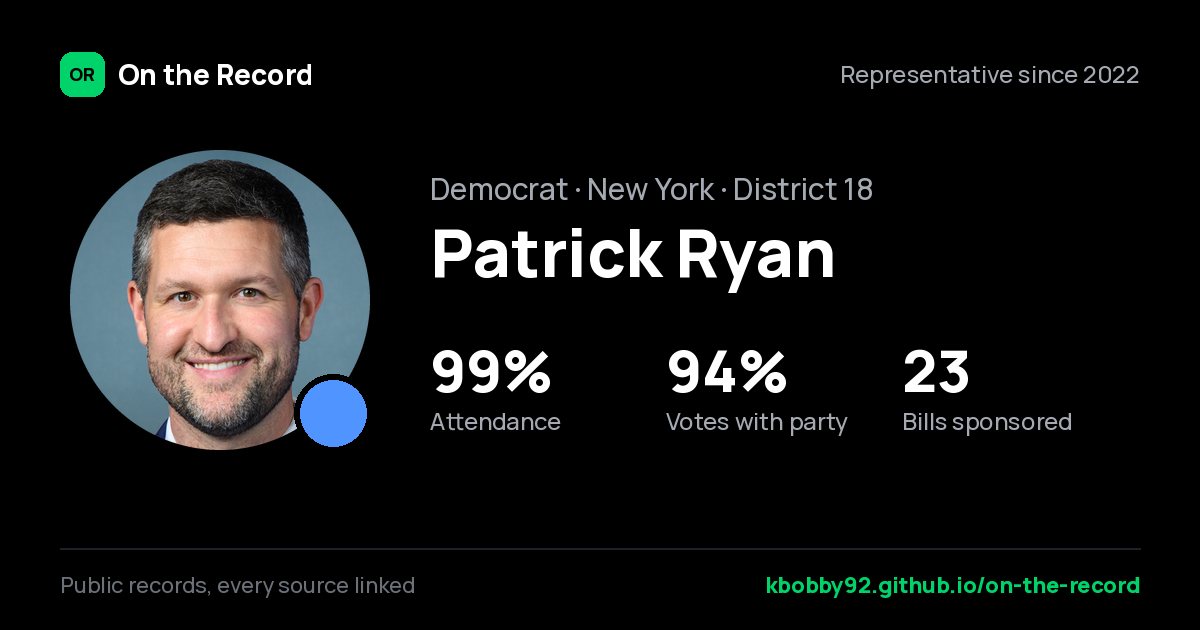 OR On the Record
Representative since 2022
Democrat · New York · District 18
Patrick Ryan
99% 94% 23
Attendance Votes with party Bills sponsored
Public records, every source linked
kbobby92.github.io/on-the-record